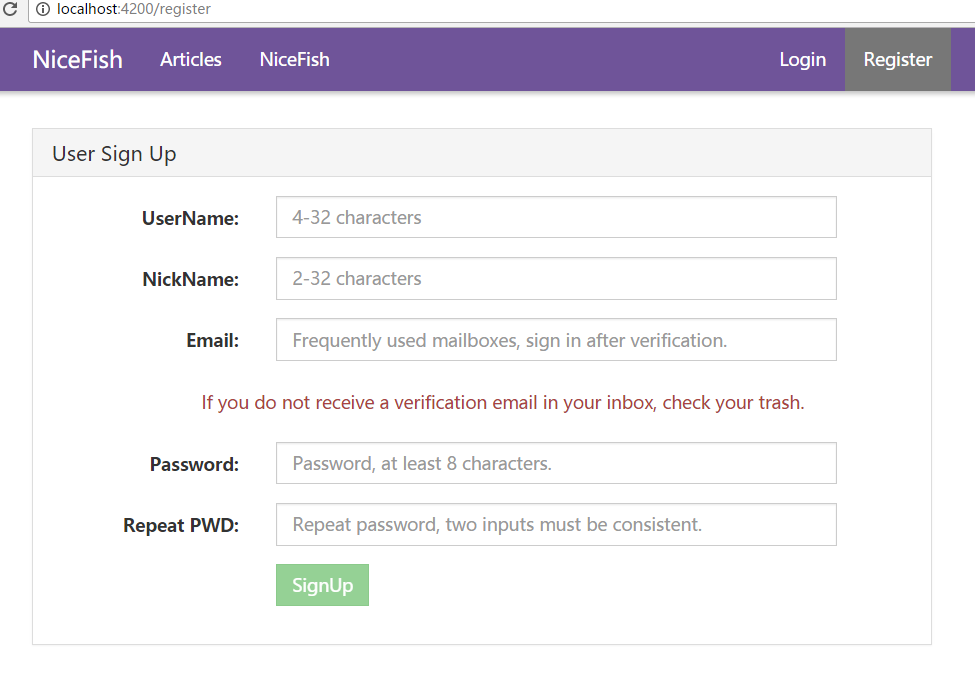 localhost:4200/register
NiceFish Articles NiceFish Login Register
User Sign Up
UserName: 4-32 characters
NickName: 2-32 characters
Email: Frequently used mailboxes, sign in after verification.
If you do not receive a verification email in your inbox, check your trash.
Password: Password, at least 8 characters.
Repeat PWD: Repeat password, two inputs must be consistent.
SignUp